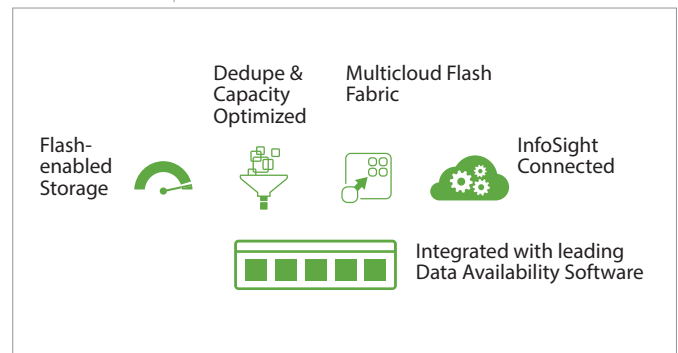 Flash-
enabled
Storage
Dedupe &
Capacity
Optimized
Multicloud Flash
Fabric
InfoSight
Connected
Integrated with leading
Data Availability Software